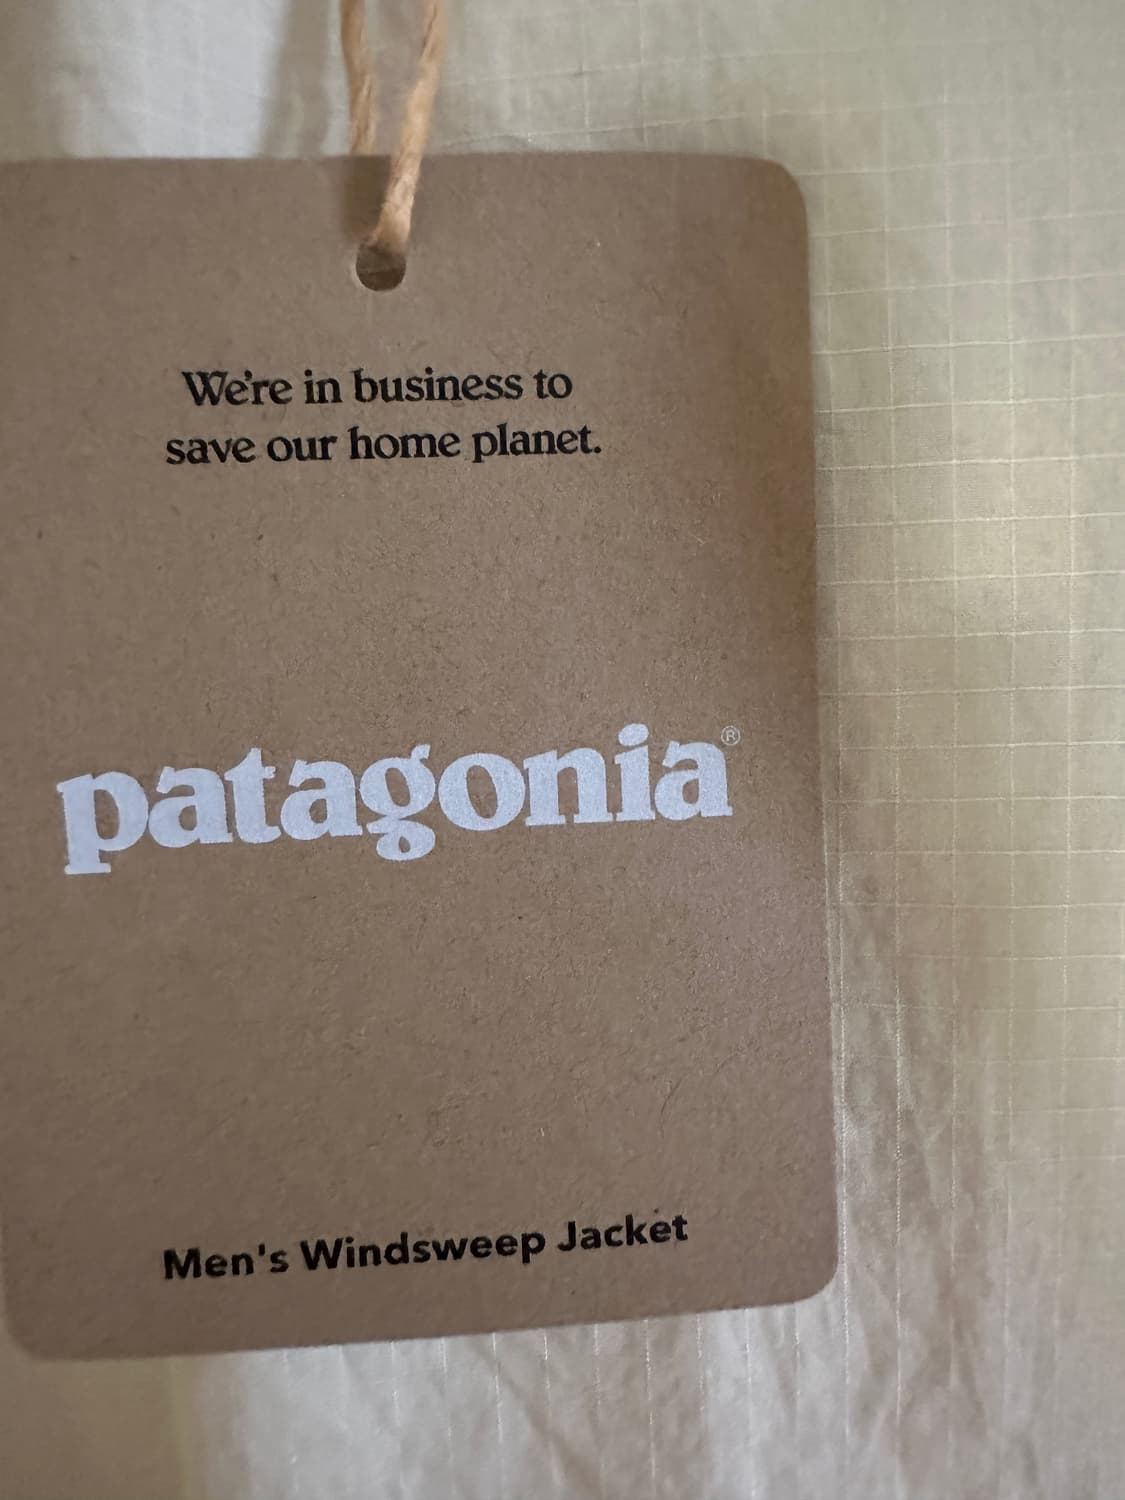 We're in business to
save our home planet.
patagonia®
Men's Windsweep Jacket